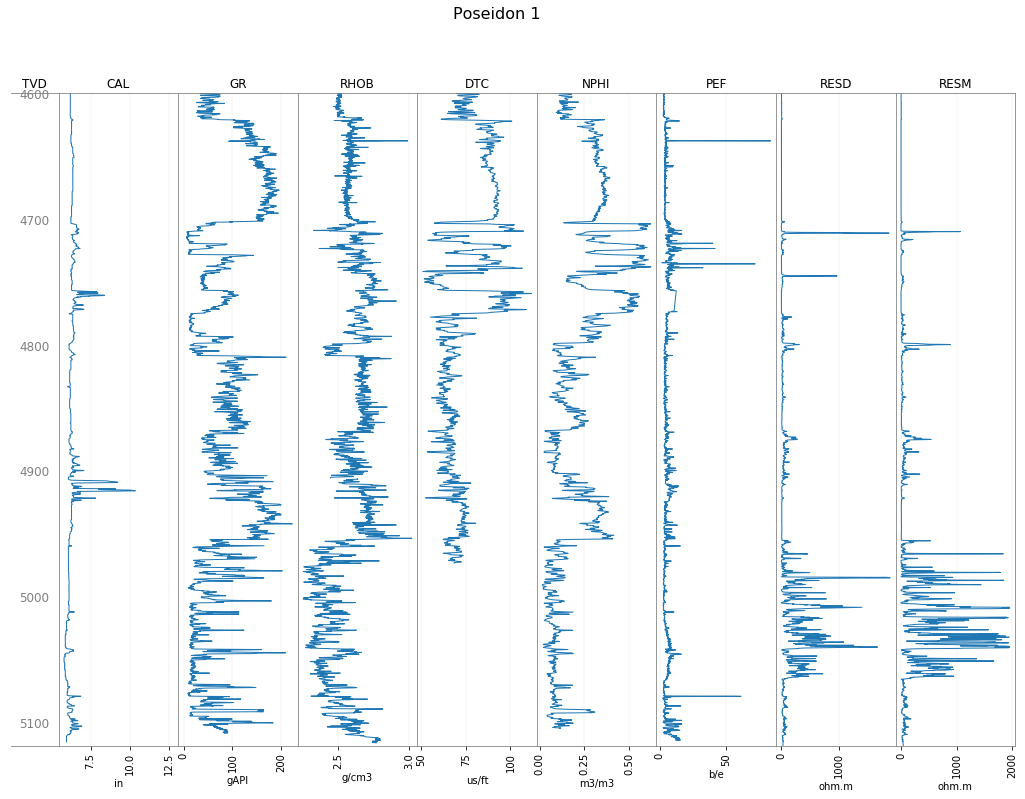 Poseidon 1
TVD CAL GR RHOB DTC NPHI PEF RESD RESM
4600
4700
4800
4900
5000
5100
7.5 10.0 12.5 0 100 200 2.5 3.0 50 75 100 0.00 0.25 0.50 0 50 0 1000 0 1000 2000
in gAPI g/cm3 us/ft m3/m3 b/e ohm.m ohm.m